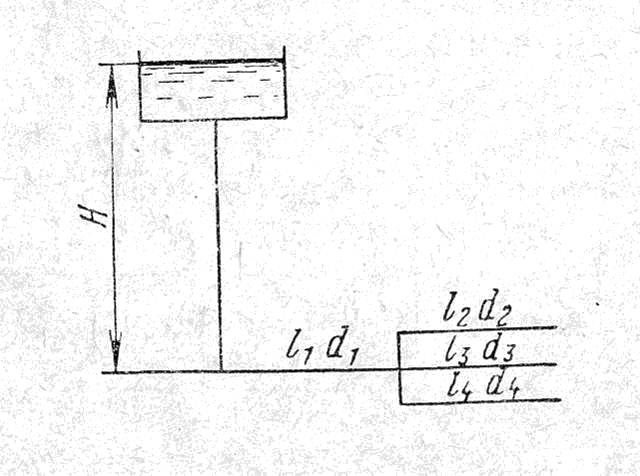 H
l₁ d₁
l₂ d₂
l₃ d₃
l₄ d₄